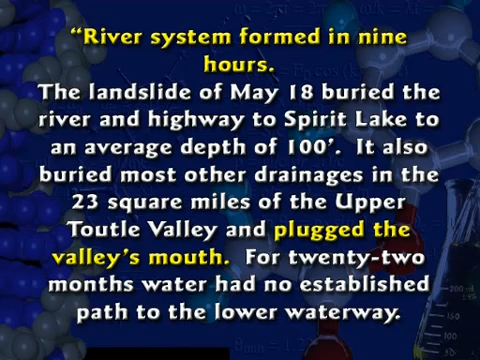 “River system formed in nine
hours.
The landslide of May 18 buried the
river and highway to Spirit Lake to
an average depth of 100’.  It also
buried most other drainages in the
23 square miles of the Upper
Toutle Valley and plugged the
valley’s mouth.  For twenty-two
months water had no established
path to the lower waterway.